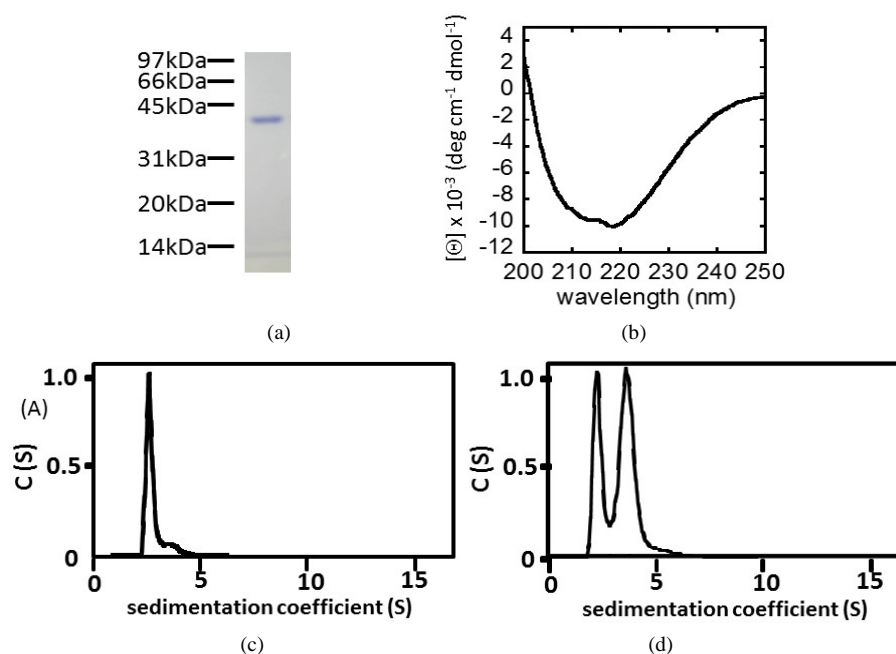 97kDa
66kDa
45kDa
31kDa
20kDa
14kDa
(a)
[Θ] x 10⁻³ (deg cm⁻¹ dmol⁻¹)
4
2
0
-2
-4
-6
-8
-10
-12
200 210 220 230 240 250
wavelength (nm)
(b)
(A)
C (S)
1.0
0.5
0
0 5 10 15
sedimentation coefficient (S)
(c)
C (S)
1.0
0.5
0
0 5 10 15
sedimentation coefficient (S)
(d)